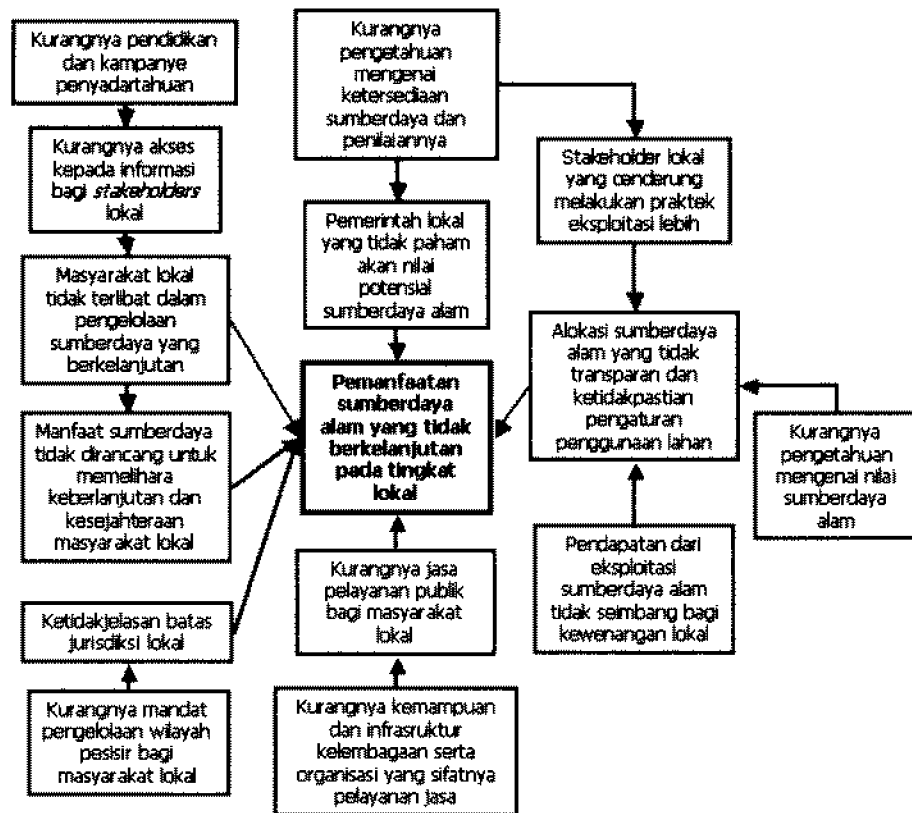 Kurangnya pendidikan
dan kampanye
penyadartahuan
Kurangnya akses
kepada informasi
bagi stakeholders
lokal
Masyarakat lokal
tidak terlibat dalam
pengelolaan
sumberdaya yang
berkelanjutan
Manfaat sumberdaya
tidak dirancang untuk
memelihara
keberlanjutan dan
kesejahteraan
masyarakat lokal
Ketidakjelasan batas
jurisdiksi lokal
Kurangnya mandat
pengelolaan wilayah
pesisir bagi
masyarakat lokal
Kurangnya
pengetahuan
mengenai
ketersediaan
sumberdaya dan
penilaiannya
Pemerintah lokal
yang tidak paham
akan nilai
potensial
sumberdaya alam
Pemanfaatan
sumberdaya
alam yang tidak
berkelanjutan
pada tingkat
lokal
Kurangnya jasa
pelayanan publik
bagi masyarakat
lokal
Kurangnya kemampuan
dan infrasruktur
kelembagaan serta
organisasi yang sifatnya
pelayanan jasa
Stakeholder lokal
yang cenderung
melakukan praktek
eksploitasi lebih
Alokasi sumberdaya
alam yang tidak
transparan dan
ketidakpastian
pengaturan
penggunaan lahan
Pendapatan dari
eksploitasi
sumberdaya alam
tidak seimbang bagi
kewenangan lokal
Kurangnya
pengetahuan
mengenai nilai
sumberdaya
alam